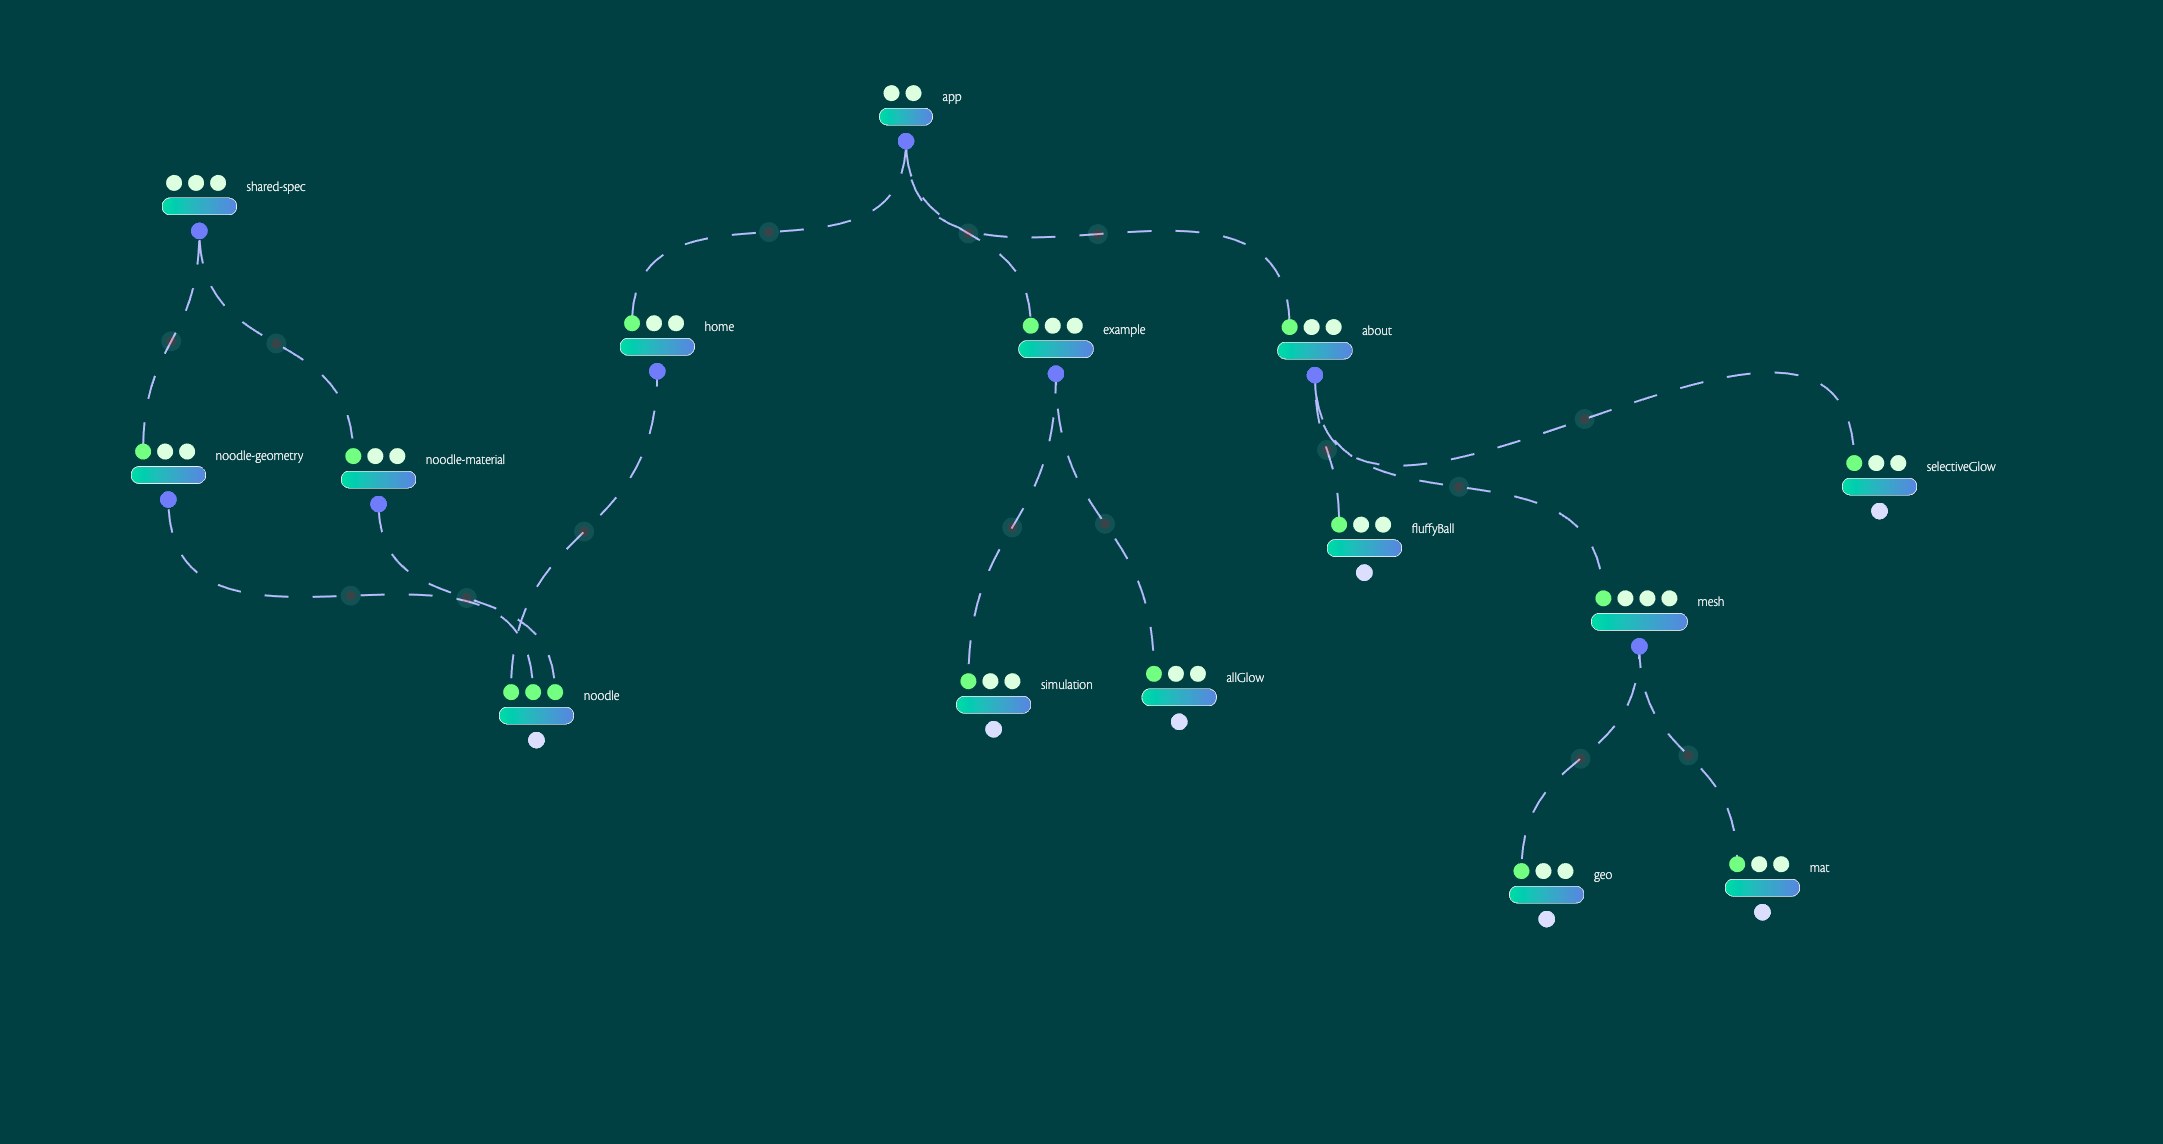 app
shared-spec
home
example
about
noodle-geometry
noodle-material
selectiveGlow
fluffyBall
mesh
noodle
simulation
allGlow
geo
mat